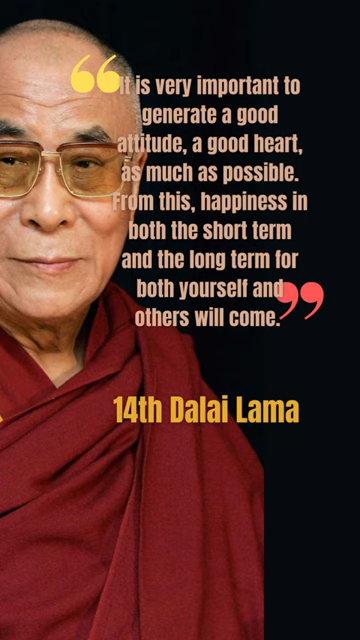 “It is very important to
generate a good
attitude, a good heart,
as much as possible.
From this, happiness in
both the short term
and the long term for
both yourself and
others will come.”
14th Dalai Lama